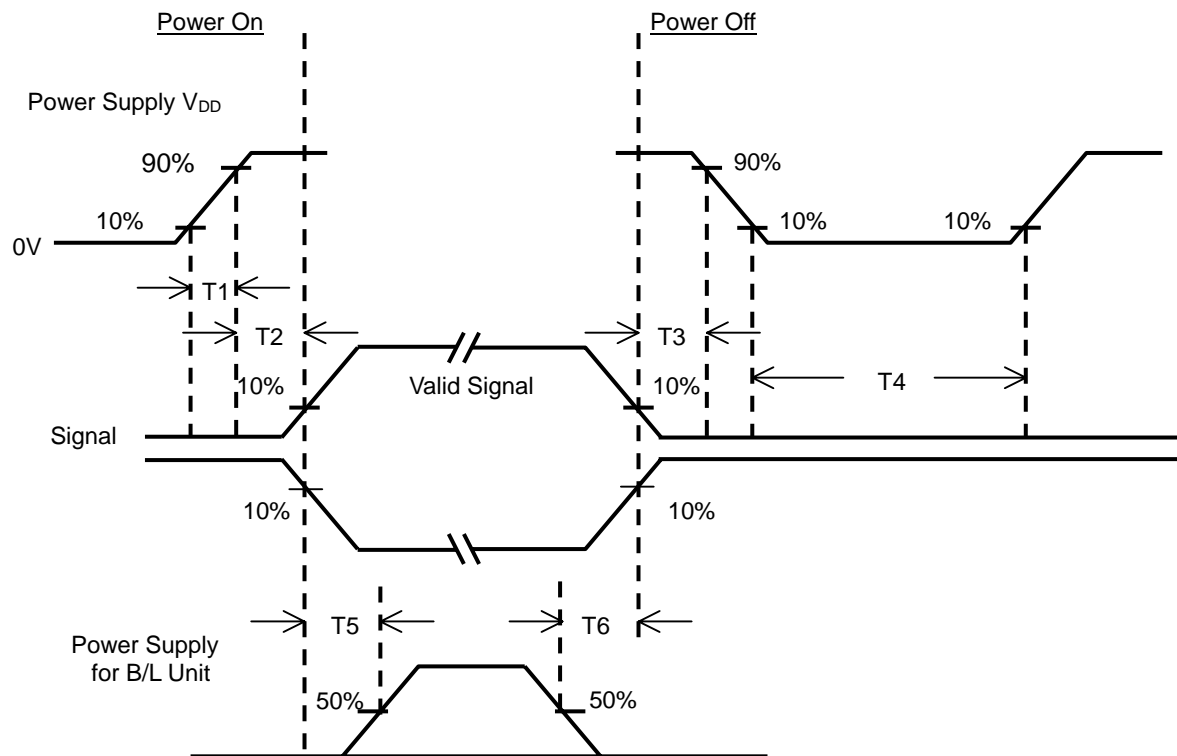 Power On
Power Off
Power Supply VDD
90%
90%
10%
10%
10%
0V
T1
T2
T3
10%
Valid Signal
10%
T4
Signal
10%
10%
T5
T6
Power Supply
for B/L Unit
50%
50%